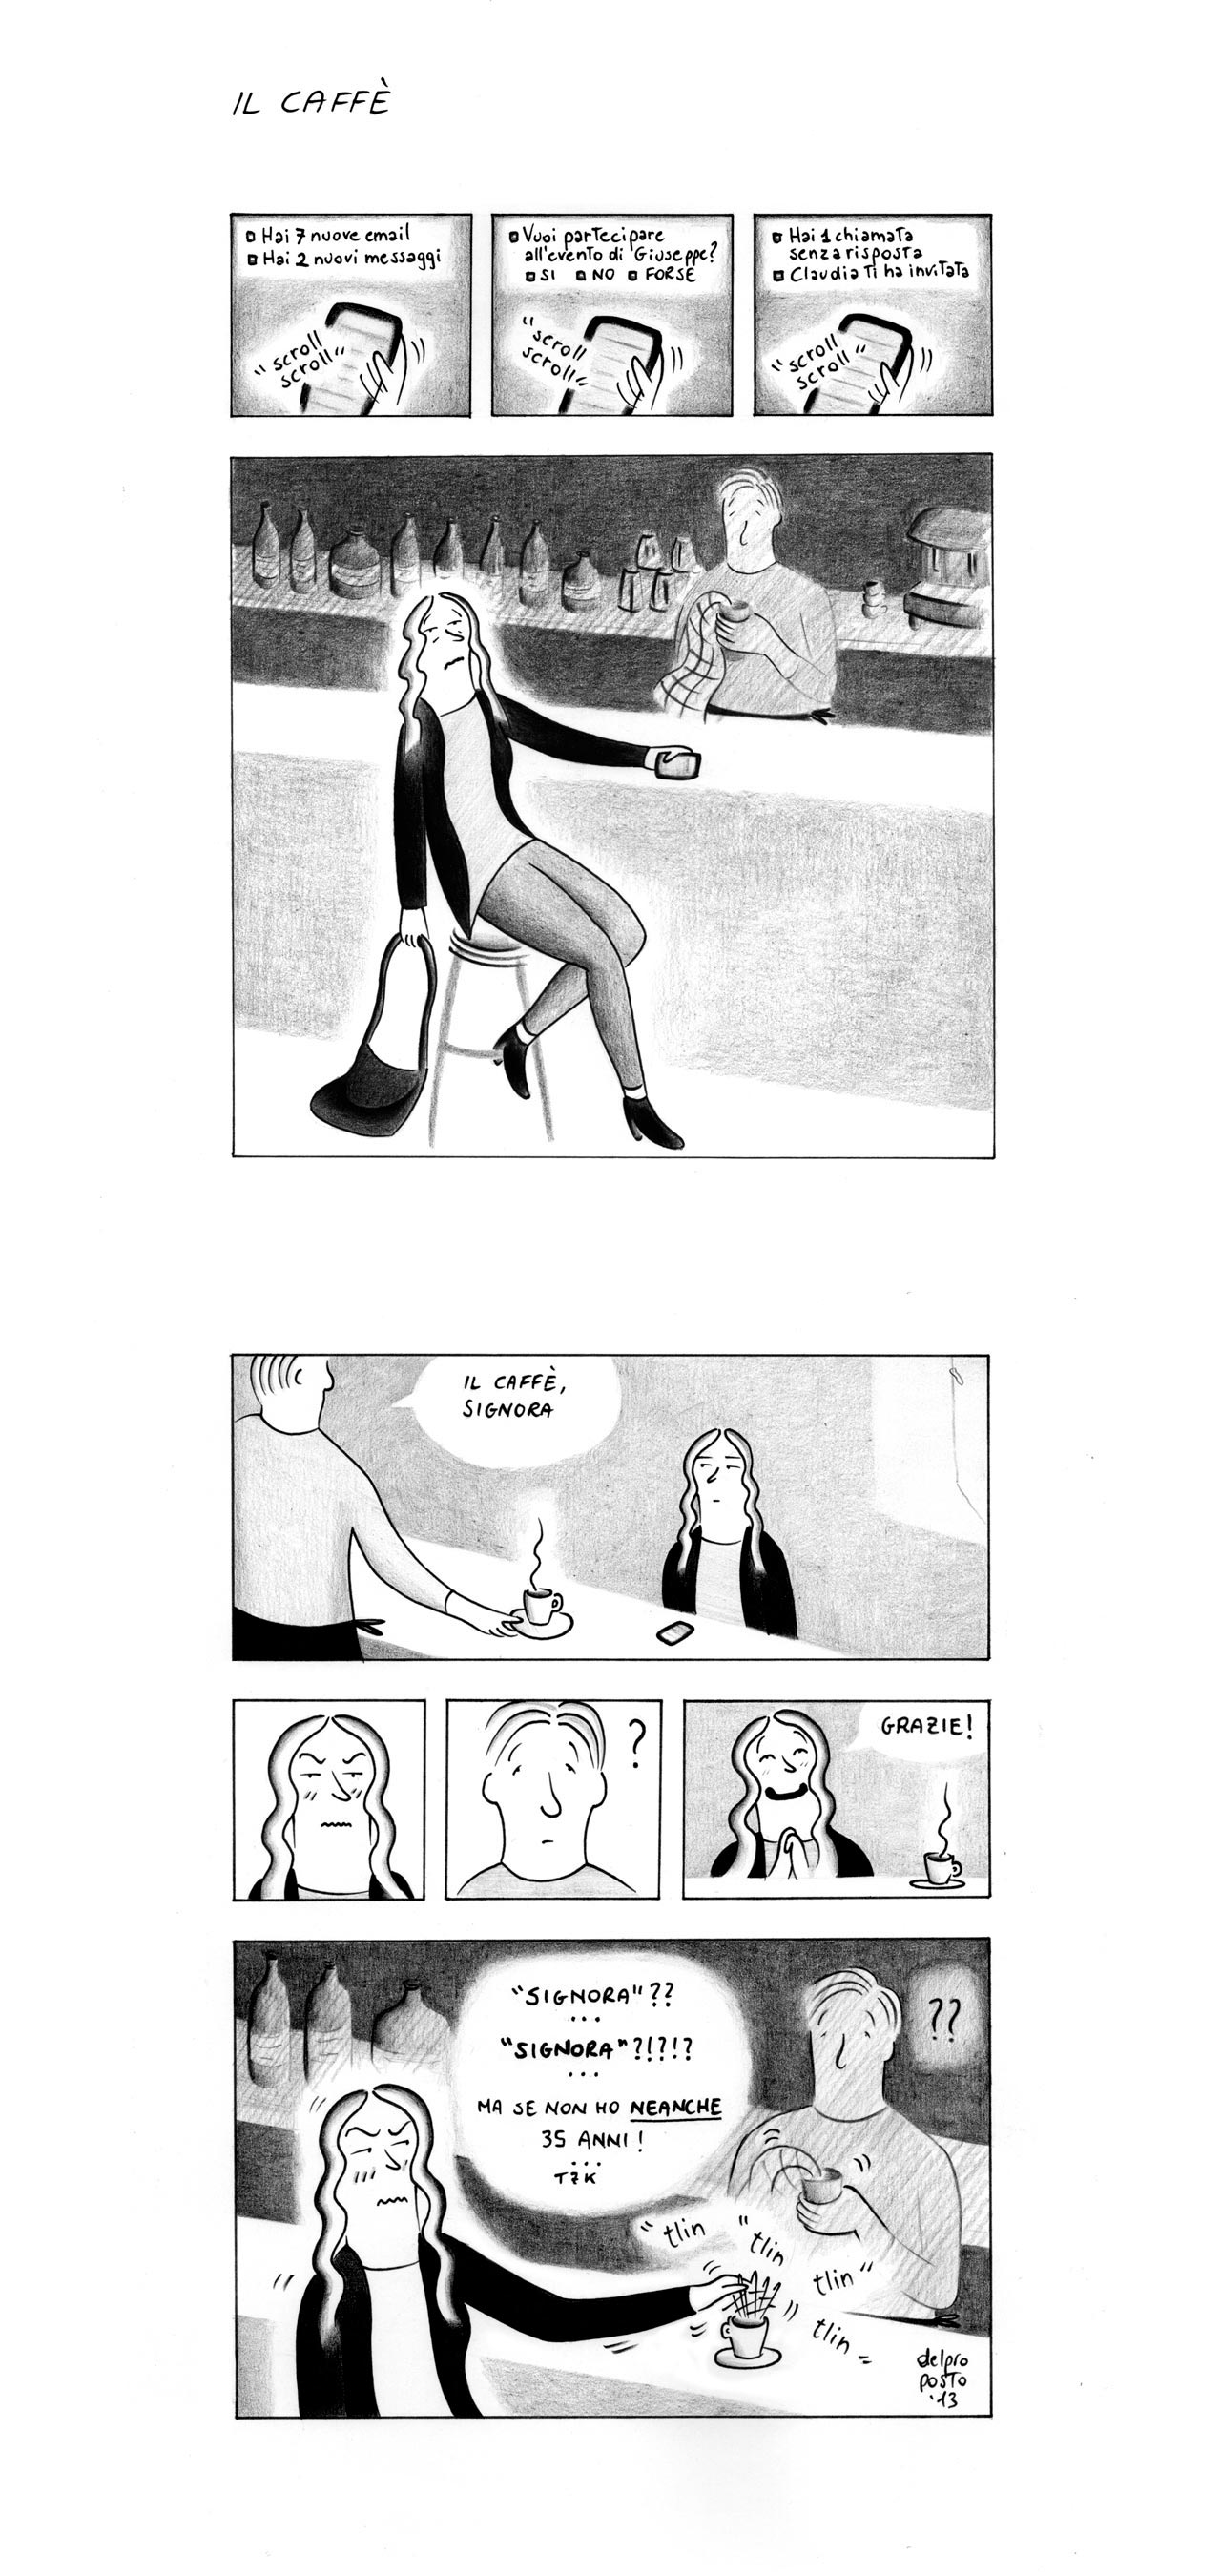 IL CAFFÈ
Hai 7 nuove email
Hai 2 nuovi messaggi
"scroll
scroll"
Vuoi partecipare
all'evento di Giuseppe?
SI NO FORSE
"scroll
scroll"
Hai 1 chiamata
senza risposta
Claudia ti ha invitata
"scroll
scroll"
IL CAFFÈ,
SIGNORA
?
GRAZIE!
"SIGNORA"??
...
"SIGNORA"?!?!?
...
MA SE NON HO NEANCHE
35 ANNI!
...
TZK
??
"tlin
"tlin
tlin"
tlin"
delpro
posto
'13